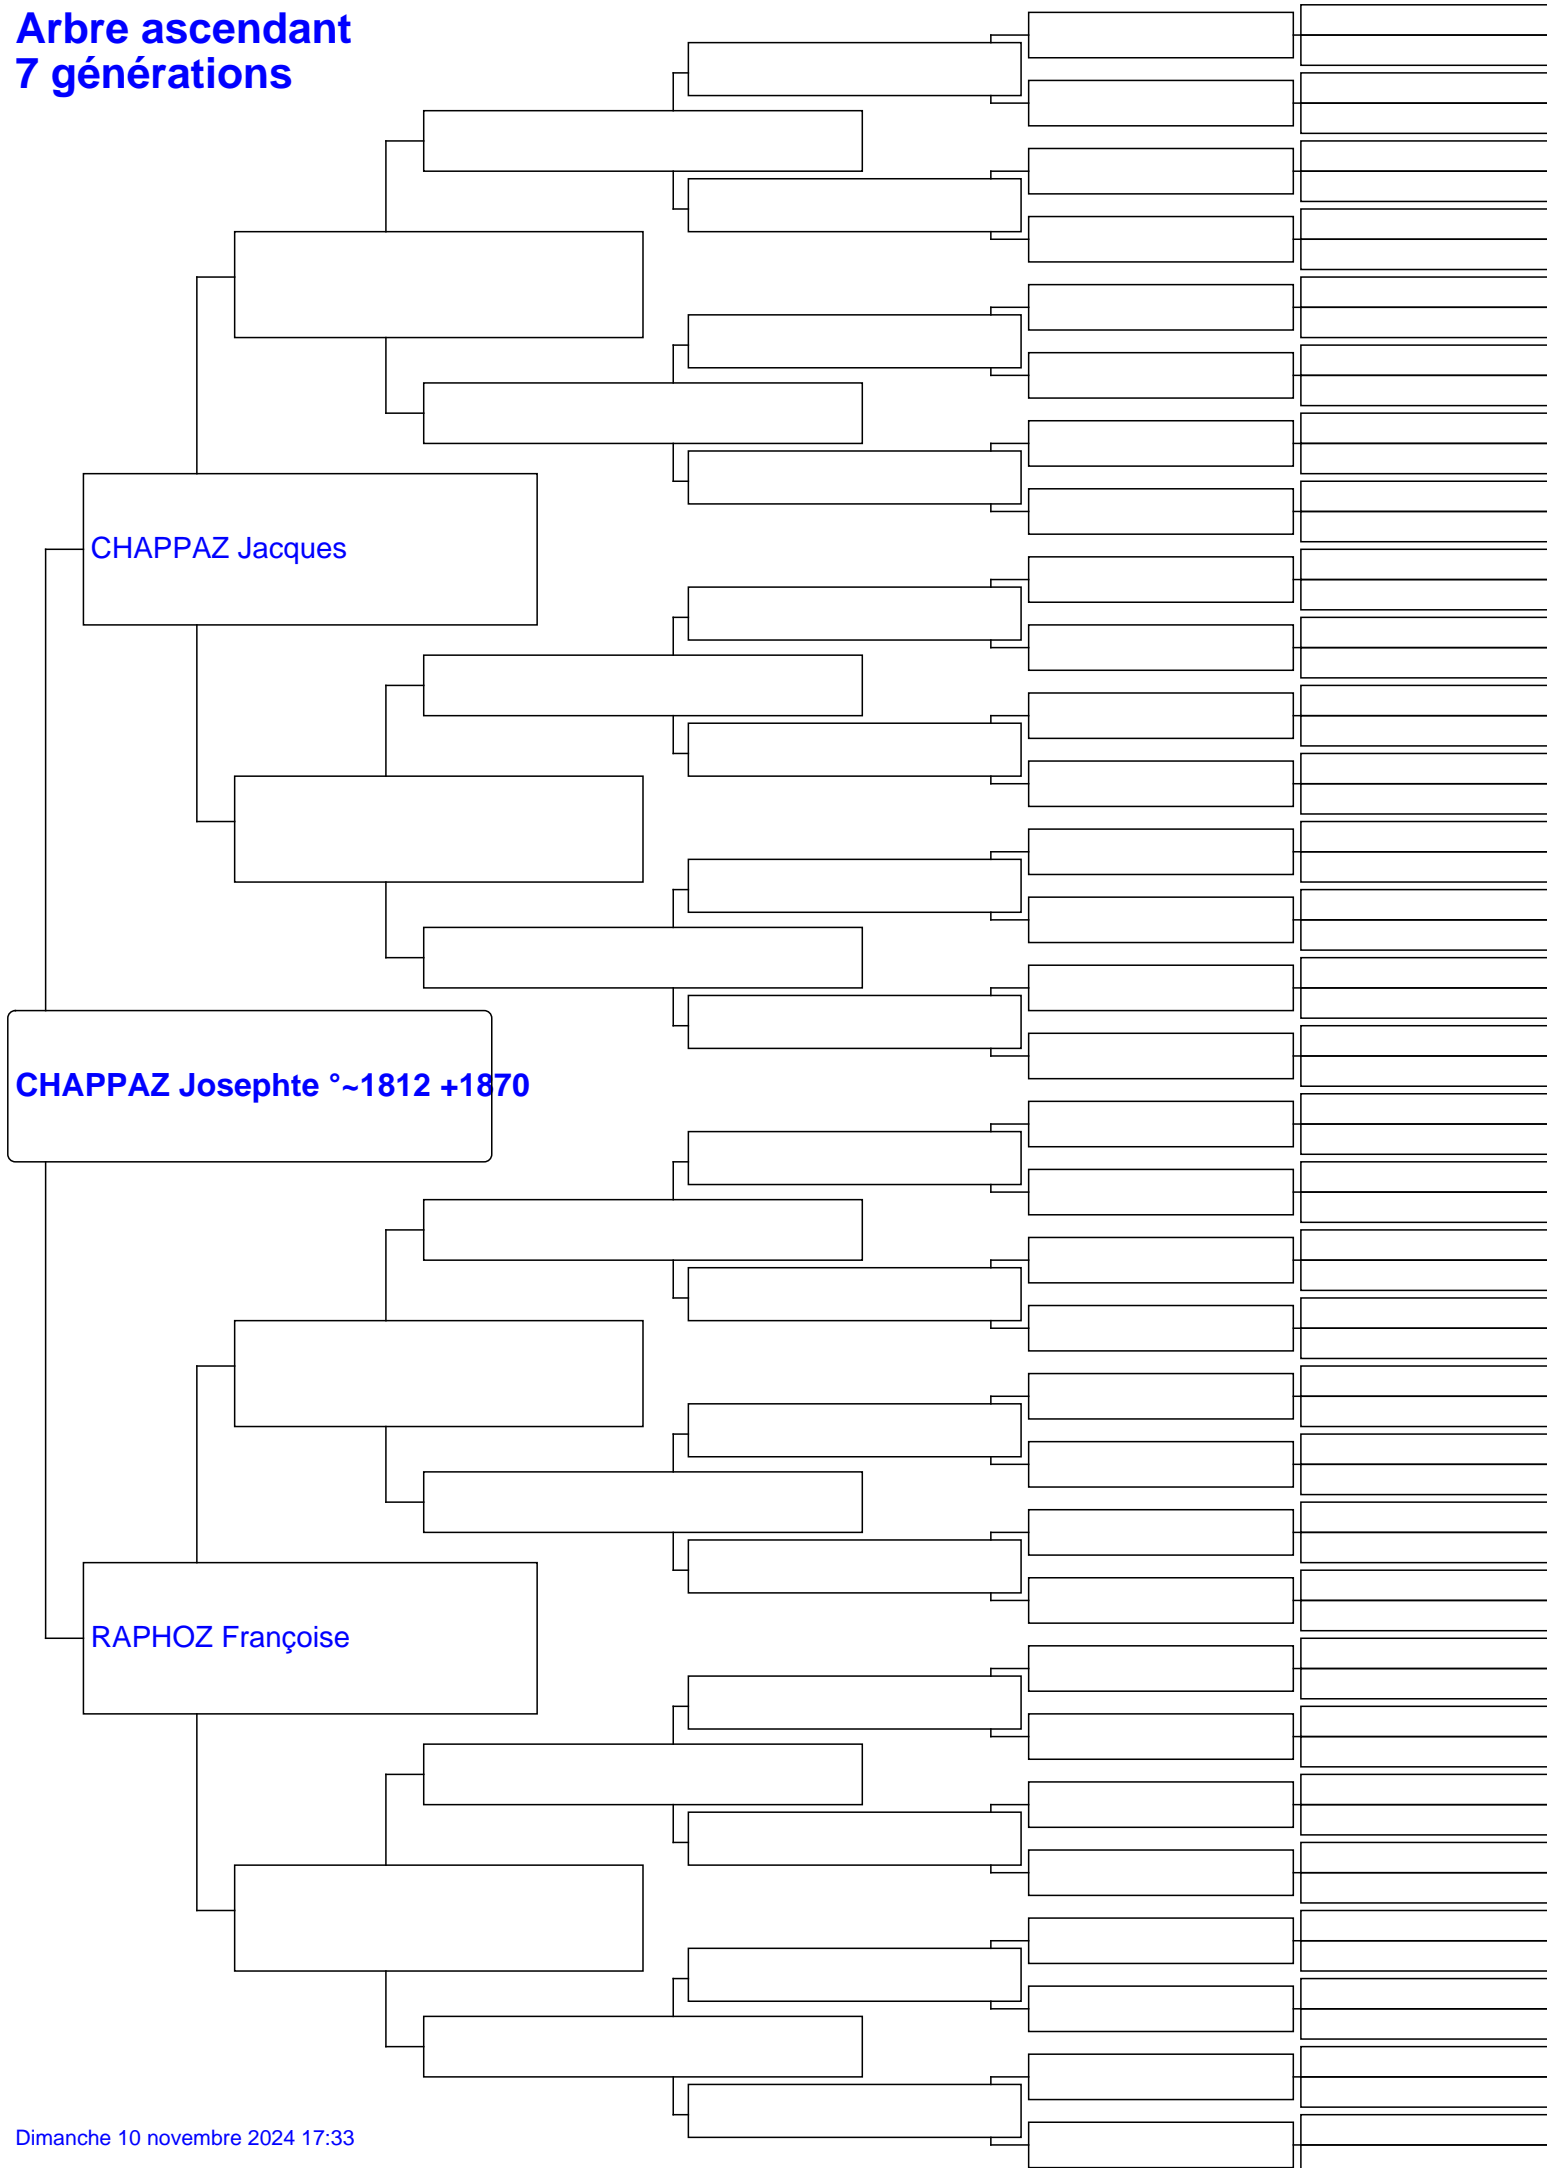 Arbre ascendant
7 générations
CHAPPAZ Jacques
CHAPPAZ Josephte °~1812 +1870
RAPHOZ Françoise
Dimanche 10 novembre 2024 17:33